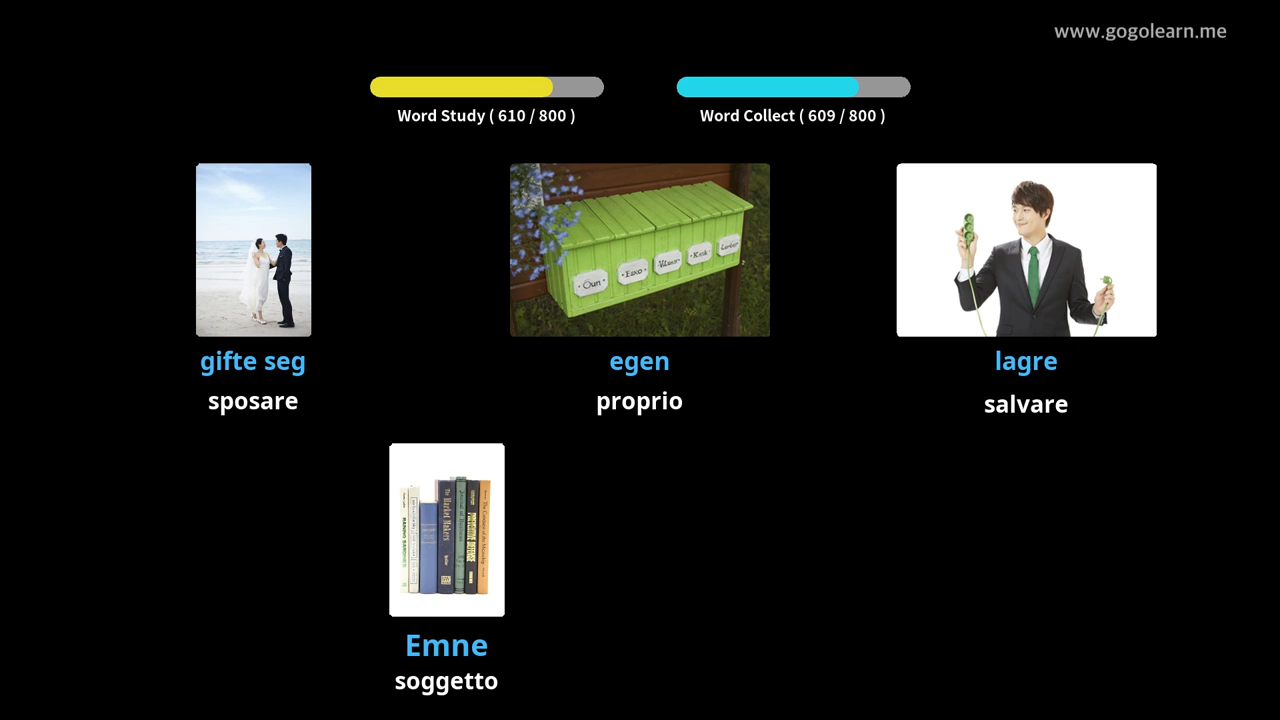 www.gogolearn.me
Word Study ( 610 / 800 )
Word Collect ( 609 / 800 )
gifte seg
sposare
egen
proprio
lagre
salvare
Emne
soggetto